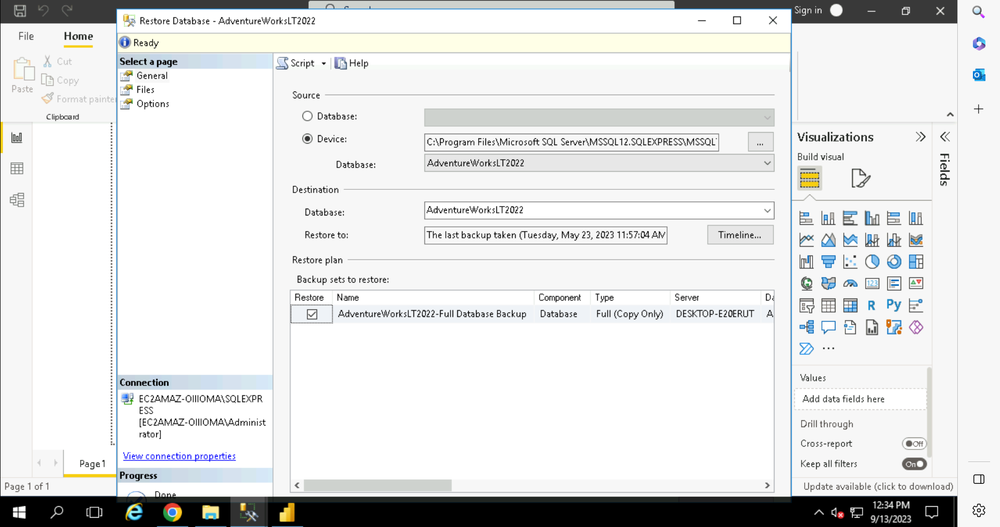 Sign in
File
Home
Paste
Cut
Copy
Format painter
Clipboard
Restore Database - AdventureWorksLT2022
Ready
Select a page
General
Files
Options
Script
Help
Source
Database:
Device:
C:\Program Files\Microsoft SQL Server\MSSQL12.SQLEXPRESS\MSSQL
...
Database:
AdventureWorksLT2022
Destination
Database:
AdventureWorksLT2022
Restore to:
The last backup taken (Tuesday, May 23, 2023 11:57:04 AM
Timeline...
Restore plan
Backup sets to restore:
Restore Name Component Type Server
AdventureWorksLT2022-Full Database Backup Database Full (Copy Only) DESKTOP-E20ERUT A
Connection
EC2AMAZ-OIIIOMA\SQLEXPR
ESS
[EC2AMAZ-OIIIOMA\Administ
rator]
View connection properties
Progress
Done
Visualizations
Build visual
Fields
123
R
Py
...
Values
Add data fields here
Drill through
Cross-report
Off
Keep all filters
On
Page 1
Page 1 of 1
Update available (click to download)
12:34 PM
9/13/2023